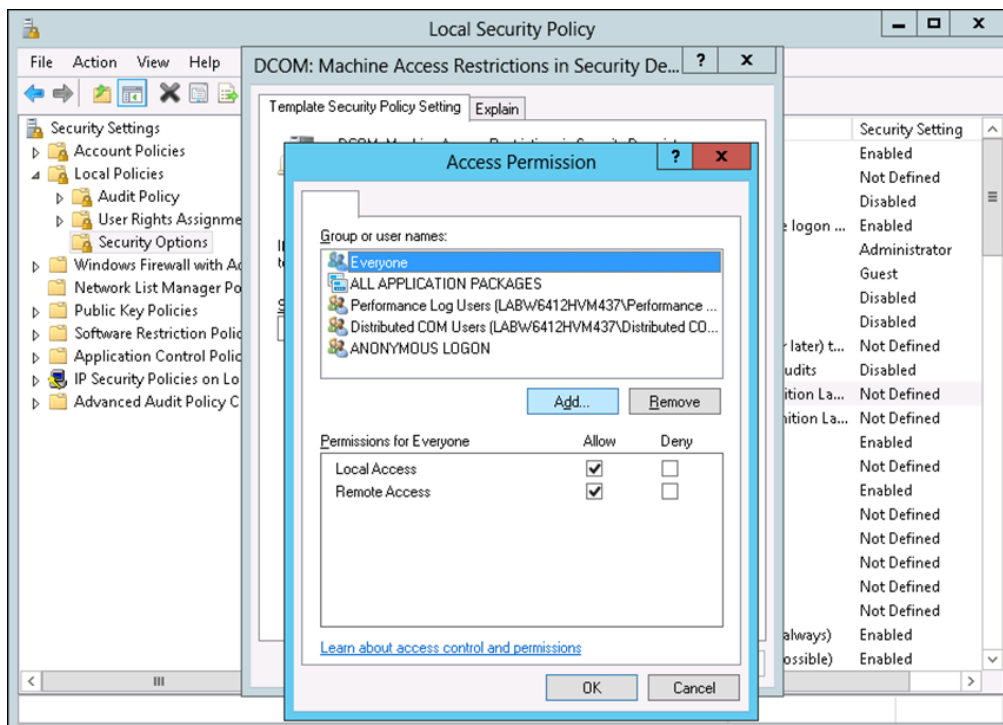 Local Security Policy
File Action View Help
DCOM: Machine Access Restrictions in Security De...
Template Security Policy Setting Explain
Security Settings
Account Policies
Local Policies
Audit Policy
User Rights Assignme
Security Options
Windows Firewall with Ac
Network List Manager Po
Public Key Policies
Software Restriction Polic
Application Control Polic
IP Security Policies on Lo
Advanced Audit Policy C
Access Permission
Group or user names:
Everyone
ALL APPLICATION PACKAGES
Performance Log Users (LABW6412HVM437\Performance ...
Distributed COM Users (LABW6412HVM437\Distributed CO...
ANONYMOUS LOGON
Add... Remove
Permissions for Everyone Allow Deny
Local Access
Remote Access
Learn about access control and permissions
OK Cancel
Security Setting
Enabled
Not Defined
Disabled
logon ... Enabled
Administrator
Guest
Disabled
Disabled
later) t... Not Defined
udits Disabled
ition La... Not Defined
nition La... Not Defined
Enabled
Not Defined
Enabled
Not Defined
Not Defined
Not Defined
Not Defined
always) Enabled
ossible) Enabled